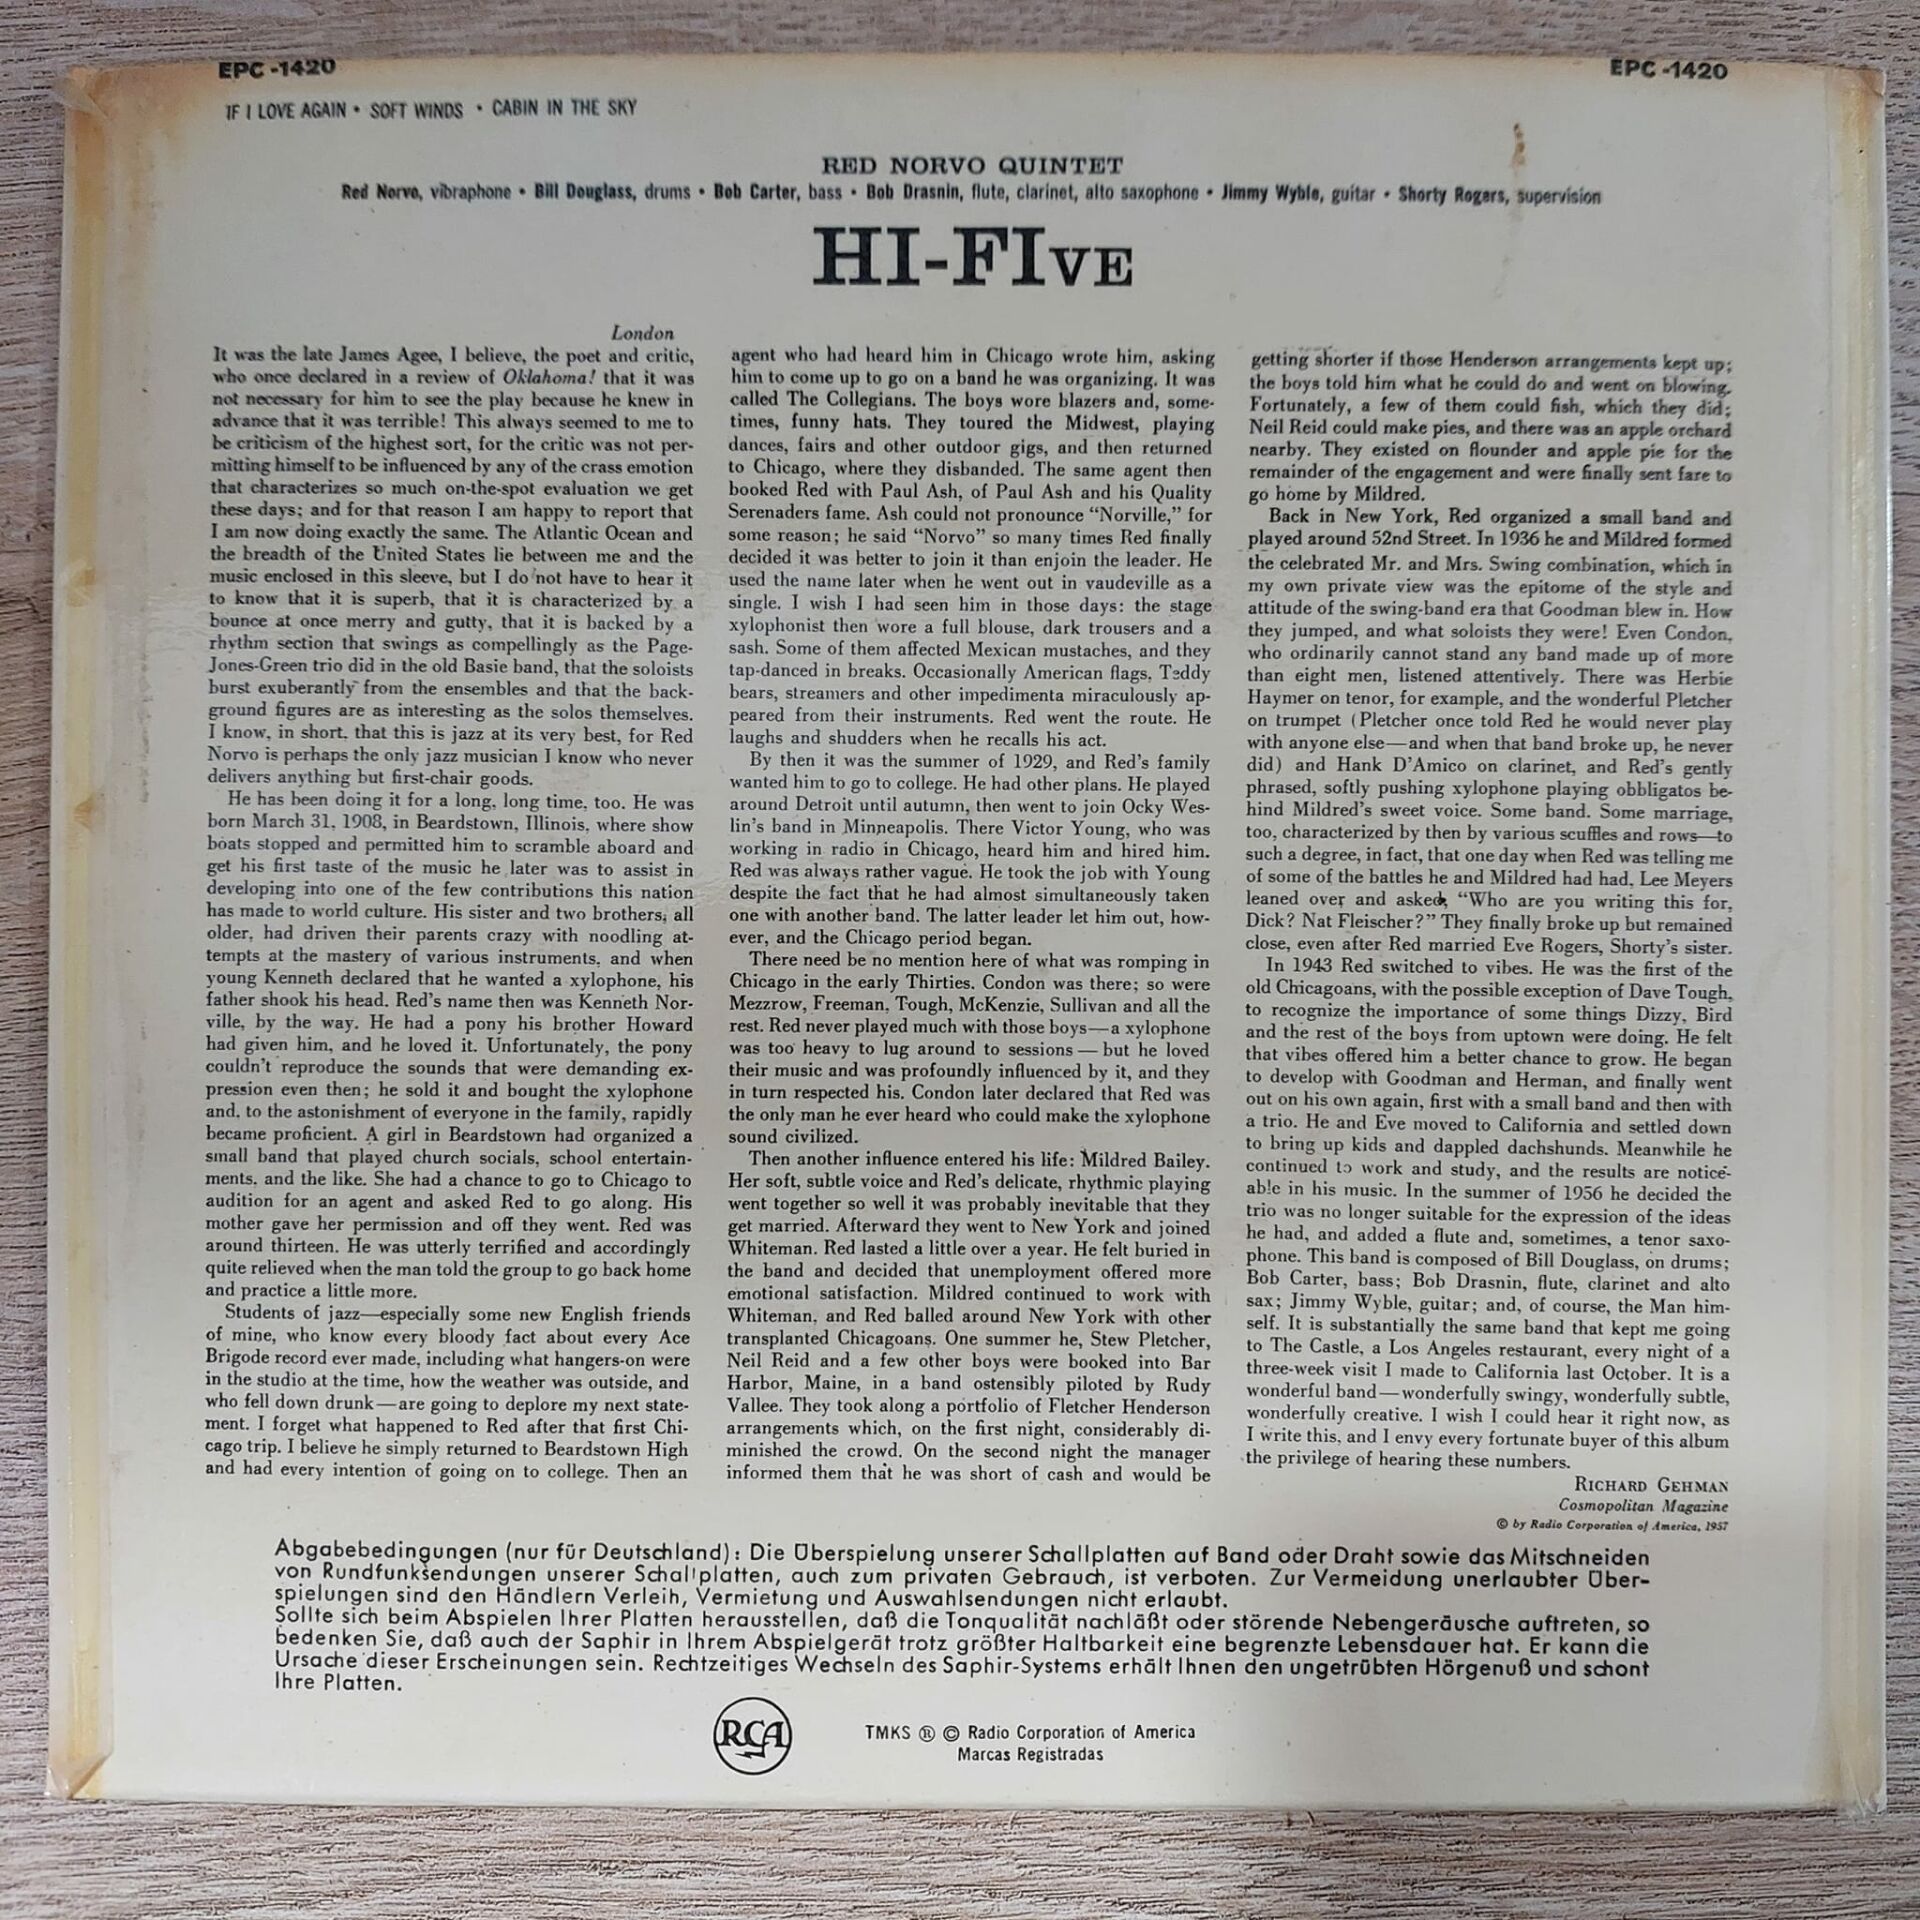 EPC -1420
EPC -1420
IF I LOVE AGAIN • SOFT WINDS • CABIN IN THE SKY
RED NORVO QUINTET
Red Norvo, vibraphone • Bill Douglass, drums • Bob Carter, bass • Bob Drasnin, flute, clarinet, alto saxophone • Jimmy Wyble, guitar • Shorty Rogers, supervision
HI-FIVE
London
It was the late James Agee, I believe, the poet and critic,
who once declared in a review of Oklahoma! that it was
not necessary for him to see the play because he knew in
advance that it was terrible! This always seemed to me to
be criticism of the highest sort, for the critic was not per-
mitting himself to be influenced by any of the crass emotion
that characterizes so much on-the-spot evaluation we get
these days; and for that reason I am happy to report that
I am now doing exactly the same. The Atlantic Ocean and
the breadth of the United States lie between me and the
music enclosed in this sleeve, but I do not have to hear it
to know that it is superb, that it is characterized by a
bounce at once merry and gutty, that it is backed by a
rhythm section that swings as compellingly as the Page-
Jones-Green trio did in the old Basie band, that the soloists
burst exuberantly from the ensembles and that the back-
ground figures are as interesting as the solos themselves.
I know, in short, that this is jazz at its very best, for Red
Norvo is perhaps the only jazz musician I know who never
delivers anything but first-chair goods.
He has been doing it for a long, long time, too. He was
born March 31, 1908, in Beardstown, Illinois, where show
boats stopped and permitted him to scramble aboard and
get his first taste of the music he later was to assist in
developing into one of the few contributions this nation
has made to world culture. His sister and two brothers, all
older, had driven their parents crazy with noodling at-
tempts at the mastery of various instruments, and when
young Kenneth declared that he wanted a xylophone, his
father shook his head. Red's name then was Kenneth Nor-
ville, by the way. He had a pony his brother Howard
had given him, and he loved it. Unfortunately, the pony
couldn't reproduce the sounds that were demanding ex-
pression even then; he sold it and bought the xylophone
and, to the astonishment of everyone in the family, rapidly
became proficient. A girl in Beardstown had organized a
small band that played church socials, school entertain-
ments, and the like. She had a chance to go to Chicago to
audition for an agent and asked Red to go along. His
mother gave her permission and off they went. Red was
around thirteen. He was utterly terrified and accordingly
quite relieved when the man told the group to go back home
and practice a little more.
Students of jazz—especially some new English friends
of mine, who know every bloody fact about every Ace
Brigode record ever made, including what hangers-on were
in the studio at the time, how the weather was outside, and
who fell down drunk—are going to deplore my next state-
ment. I forget what happened to Red after that first Chi-
cago trip. I believe he simply returned to Beardstown High
and had every intention of going on to college. Then an
agent who had heard him in Chicago wrote him, asking
him to come up to go on a band he was organizing. It was
called The Collegians. The boys wore blazers and, some-
times, funny hats. They toured the Midwest, playing
dances, fairs and other outdoor gigs, and then returned
to Chicago, where they disbanded. The same agent then
booked Red with Paul Ash, of Paul Ash and his Quality
Serenaders fame. Ash could not pronounce "Norville," for
some reason; he said "Norvo" so many times Red finally
decided it was better to join it than enjoin the leader. He
used the name later when he went out in vaudeville as a
single. I wish I had seen him in those days: the stage
xylophonist then wore a full blouse, dark trousers and a
sash. Some of them affected Mexican mustaches, and they
tap-danced in breaks. Occasionally American flags, Teddy
bears, streamers and other impedimenta miraculously ap-
peared from their instruments. Red went the route. He
laughs and shudders when he recalls his act.
By then it was the summer of 1929, and Red's family
wanted him to go to college. He had other plans. He played
around Detroit until autumn, then went to join Ocky Wes-
lin's band in Minneapolis. There Victor Young, who was
working in radio in Chicago, heard him and hired him.
Red was always rather vague. He took the job with Young
despite the fact that he had almost simultaneously taken
one with another band. The latter leader let him out, how-
ever, and the Chicago period began.
There need be no mention here of what was romping in
Chicago in the early Thirties. Condon was there; so were
Mezzrow, Freeman, Tough, McKenzie, Sullivan and all the
rest. Red never played much with those boys—a xylophone
was too heavy to lug around to sessions—but he loved
their music and was profoundly influenced by it, and they
in turn respected his. Condon later declared that Red was
the only man he ever heard who could make the xylophone
sound civilized.
Then another influence entered his life: Mildred Bailey.
Her soft, subtle voice and Red's delicate, rhythmic playing
went together so well it was probably inevitable that they
get married. Afterward they went to New York and joined
Whiteman. Red lasted a little over a year. He felt buried in
the band and decided that unemployment offered more
emotional satisfaction. Mildred continued to work with
Whiteman, and Red balled around New York with other
transplanted Chicagoans. One summer he, Stew Pletcher,
Neil Reid and a few other boys were booked into Bar
Harbor, Maine, in a band ostensibly piloted by Rudy
Vallee. They took along a portfolio of Fletcher Henderson
arrangements which, on the first night, considerably di-
minished the crowd. On the second night the manager
informed them that he was short of cash and would be
getting shorter if those Henderson arrangements kept up;
the boys told him what he could do and went on blowing.
Fortunately, a few of them could fish, which they did;
Neil Reid could make pies, and there was an apple orchard
nearby. They existed on flounder and apple pie for the
remainder of the engagement and were finally sent fare to
go home by Mildred.
Back in New York, Red organized a small band and
played around 52nd Street. In 1936 he and Mildred formed
the celebrated Mr. and Mrs. Swing combination, which in
my own private view was the epitome of the style and
attitude of the swing-band era that Goodman blew in. How
they jumped, and what soloists they were! Even Condon,
who ordinarily cannot stand any band made up of more
than eight men, listened attentively. There was Herbie
Haymer on tenor, for example, and the wonderful Pletcher
on trumpet (Pletcher once told Red he would never play
with anyone else—and when that band broke up, he never
did) and Hank D'Amico on clarinet, and Red's gently
phrased, softly pushing xylophone playing obbligatos be-
hind Mildred's sweet voice. Some band. Some marriage,
too, characterized by then by various scuffles and rows—to
such a degree, in fact, that one day when Red was telling me
of some of the battles he and Mildred had had, Lee Meyers
leaned over and asked, "Who are you writing this for,
Dick? Nat Fleischer?" They finally broke up but remained
close, even after Red married Eve Rogers, Shorty's sister.
In 1943 Red switched to vibes. He was the first of the
old Chicagoans, with the possible exception of Dave Tough,
to recognize the importance of some things Dizzy, Bird
and the rest of the boys from uptown were doing. He felt
that vibes offered him a better chance to grow. He began
to develop with Goodman and Herman, and finally went
out on his own again, first with a small band and then with
a trio. He and Eve moved to California and settled down
to bring up kids and dappled dachshunds. Meanwhile he
continued to work and study, and the results are notice-
able in his music. In the summer of 1956 he decided the
trio was no longer suitable for the expression of the ideas
he had, and added a flute and, sometimes, a tenor saxo-
phone. This band is composed of Bill Douglass, on drums;
Bob Carter, bass; Bob Drasnin, flute, clarinet and alto
sax; Jimmy Wyble, guitar; and, of course, the Man him-
self. It is substantially the same band that kept me going
to The Castle, a Los Angeles restaurant, every night of a
three-week visit I made to California last October. It is a
wonderful band—wonderfully swingy, wonderfully subtle,
wonderfully creative. I wish I could hear it right now, as
I write this, and I envy every fortunate buyer of this album
the privilege of hearing these numbers.
RICHARD GEHMAN
Cosmopolitan Magazine
© by Radio Corporation of America, 1957
Abgabebedingungen (nur für Deutschland): Die Überspielung unserer Schallplatten auf Band oder Draht sowie das Mitschneiden
von Rundfunksendungen unserer Schallplatten, auch zum privaten Gebrauch, ist verboten. Zur Vermeidung unerlaubter Über-
spielungen sind den Händlern Verleih, Vermietung und Auswahlsendungen nicht erlaubt.
Sollte sich beim Abspielen Ihrer Platten herausstellen, daß die Tonqualität nachläßt oder störende Nebengeräusche auftreten, so
bedenken Sie, daß auch der Saphir in Ihrem Abspielgerät trotz größter Haltbarkeit eine begrenzte Lebensdauer hat. Er kann die
Ursache dieser Erscheinungen sein. Rechtzeitiges Wechseln des Saphir-Systems erhält Ihnen den ungetrübten Hörgenuß und schont
Ihre Platten.
RCA
TMKS ® © Radio Corporation of America
Marcas Registradas